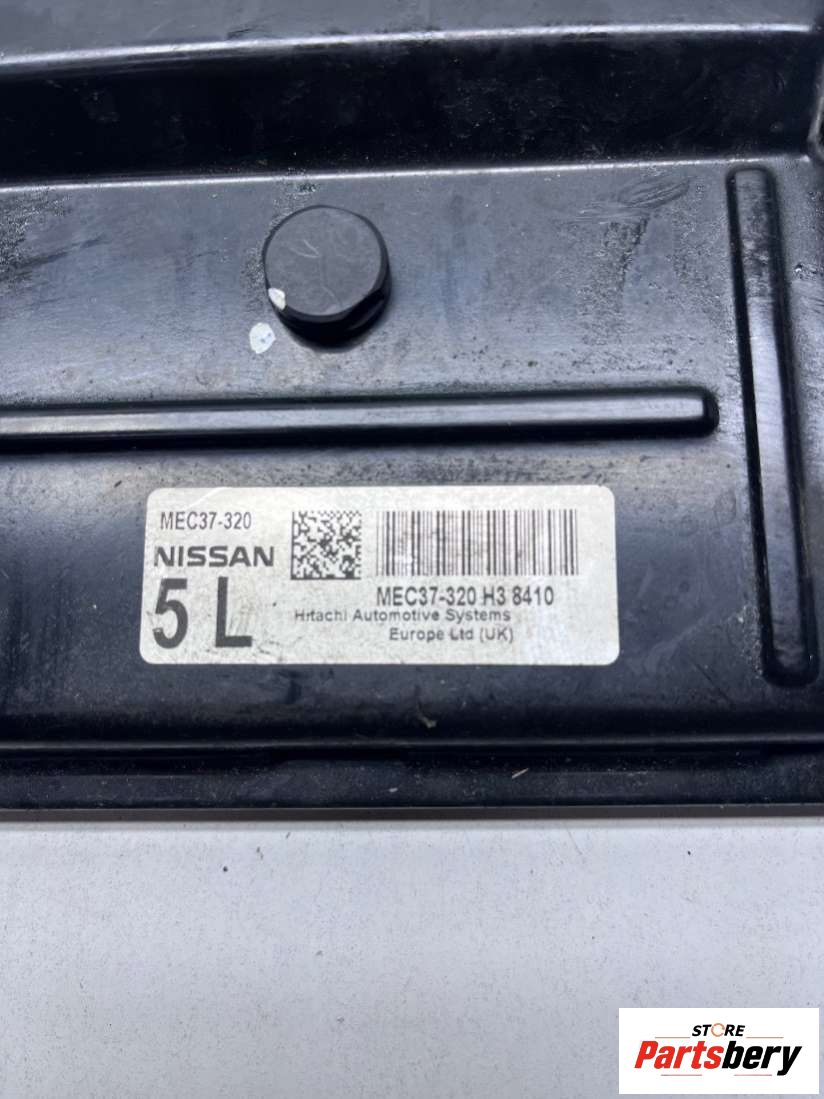 MEC37-320
NISSAN
5 L
MEC37-320 H3 8410
Hitachi Automotive Systems
Europe Ltd (UK)
STORE
Partsbery